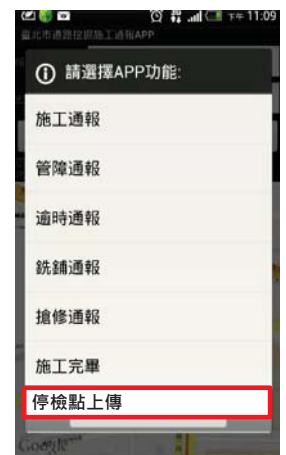 下午 11:09
臺北市道路挖掘施工通報APP
請選擇APP功能:
施工通報
管障通報
逾時通報
銑鋪通報
搶修通報
施工完畢
停檢點上傳
Google